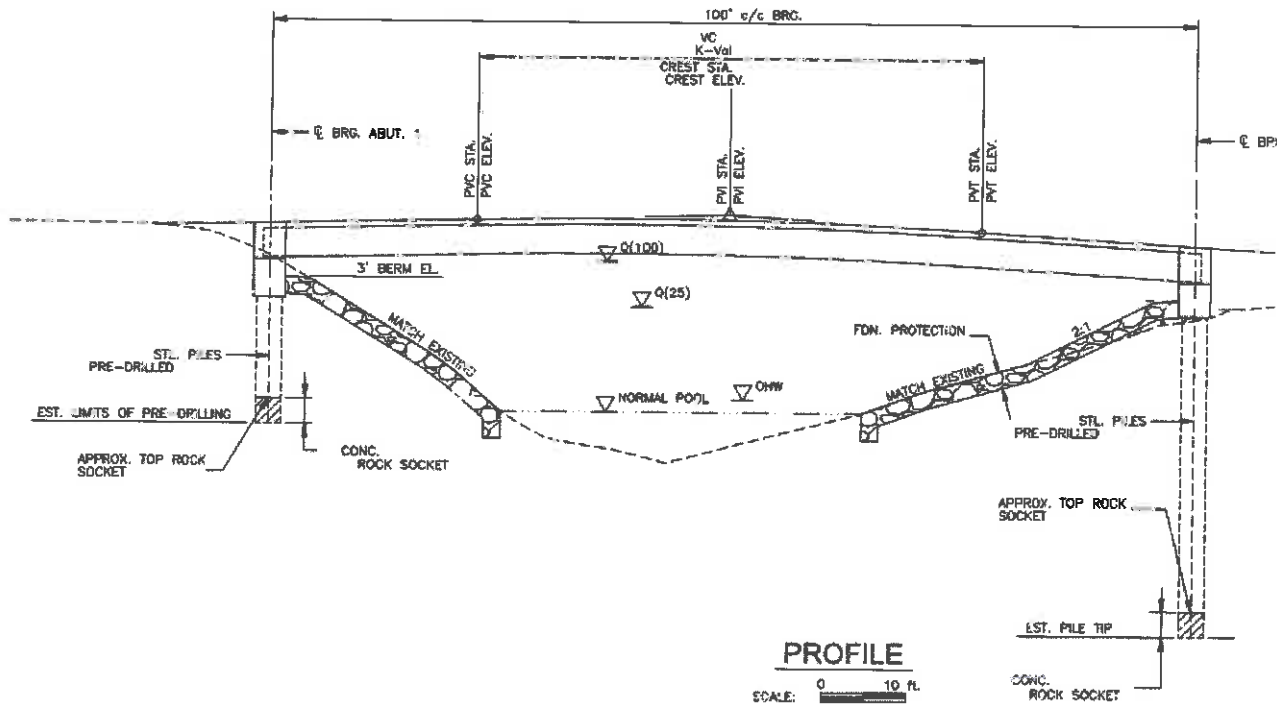 100' c/c BRG.
VC
K-Val
CREST STA.
CREST ELEV.
℄ BRG. ABUT. 1
PVC STA.
PVC ELEV.
PVI STA.
PVI ELEV.
PVT STA.
PVT ELEV.
℄ BR
Q(100)
3' BERM EL.
Q(25)
MATCH EXISTING
FDN. PROTECTION
2:1
STL. PILES
PRE-DRILLED
OHW
NORMAL POOL
MATCH EXISTING
EST. LIMITS OF PRE-DRILLING
STL. PILES
PRE-DRILLED
APPROX. TOP ROCK
SOCKET
CONC.
ROCK SOCKET
APPROX. TOP ROCK
SOCKET
EST. PILE TIP
PROFILE
SCALE: 0 10 ft.
CONC.
ROCK SOCKET